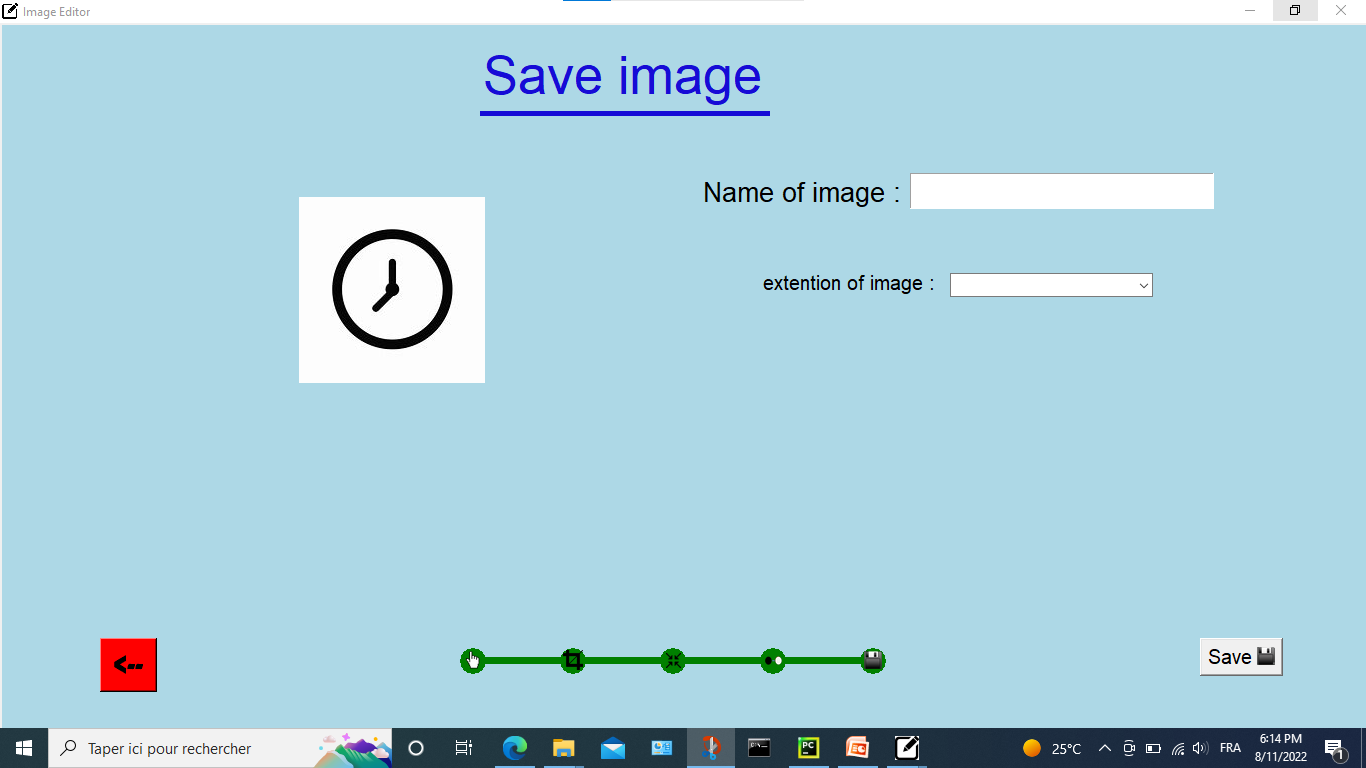 Image Editor
Save image
Name of image :
extention of image :
<--
Save
Taper ici pour rechercher
PC
25°C
FRA
6:14 PM
8/11/2022
1